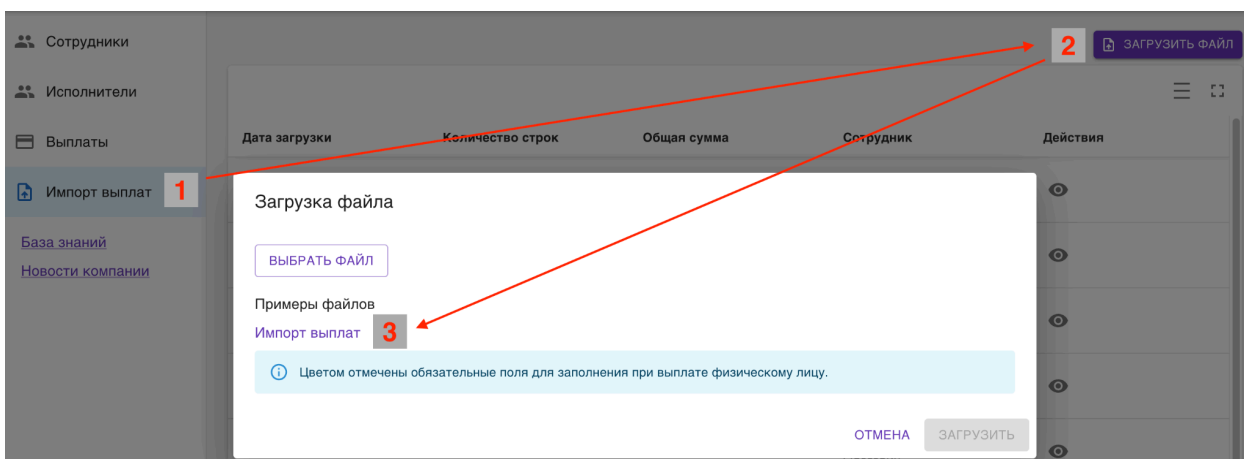 Сотрудники
2
ЗАГРУЗИТЬ ФАЙЛ
Исполнители
Выплаты
Дата загрузки
Количество строк
Общая сумма
Сотрудник
Действия
Импорт выплат
1
База знаний
Новости компании
Загрузка файла
ВЫБРАТЬ ФАЙЛ
Примеры файлов
Импорт выплат
3
Цветом отмечены обязательные поля для заполнения при выплате физическому лицу.
ОТМЕНА
ЗАГРУЗИТЬ